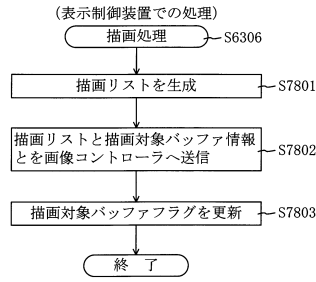 (表示制御装置での処理)
描画処理
S6306
描画リストを生成
S7801
描画リストと描画対象バッファ情報
とを画像コントローラへ送信
S7802
描画対象バッファフラグを更新
S7803
終 了